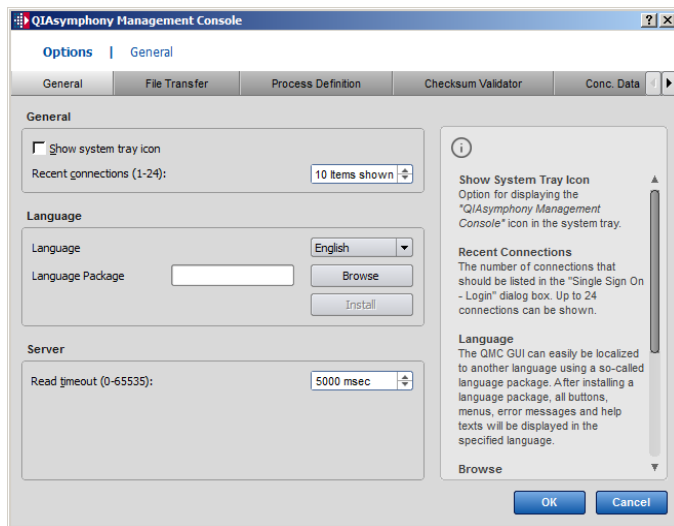 QIAsymphony Management Console
Options | General
General
File Transfer
Process Definition
Checksum Validator
Conc. Data
General
Show system tray icon
Recent connections (1-24):
10 Items shown
Language
Language
English
Language Package
Browse
Install
Server
Read timeout (0-65535):
5000 msec
Show System Tray Icon
Option for displaying the
"QIAsymphony Management
Console" icon in the system tray.
Recent Connections
The number of connections that
should be listed in the "Single Sign On
- Login" dialog box. Up to 24
connections can be shown.
Language
The QMC GUI can easily be localized
to another language using a so-called
language package. After installing a
language package, all buttons,
menus, error messages and help
texts will be displayed in the
specified language.
Browse
OK
Cancel